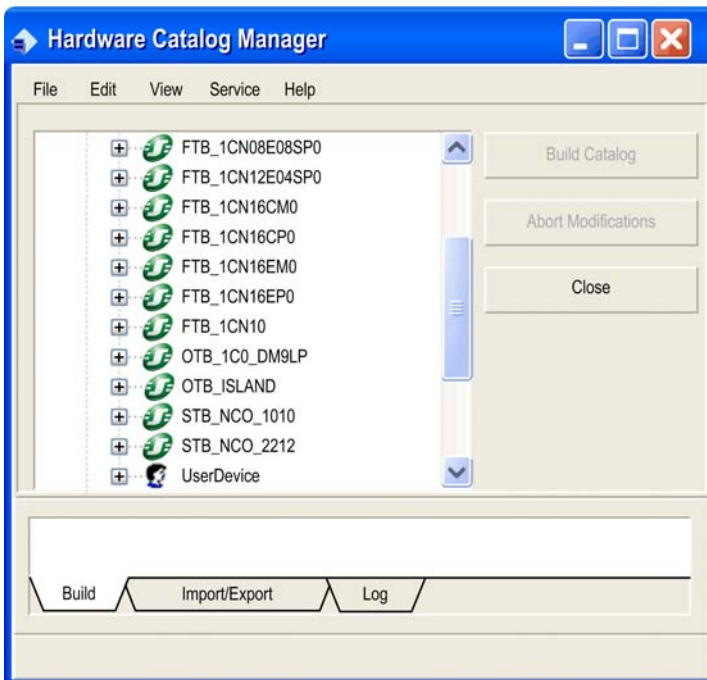 Hardware Catalog Manager
File Edit View Service Help
FTB_1CN08E08SP0
FTB_1CN12E04SP0
FTB_1CN16CM0
FTB_1CN16CP0
FTB_1CN16EM0
FTB_1CN16EP0
FTB_1CN10
OTB_1C0_DM9LP
OTB_ISLAND
STB_NCO_1010
STB_NCO_2212
UserDevice
Build Catalog
Abort Modifications
Close
Build Import/Export Log